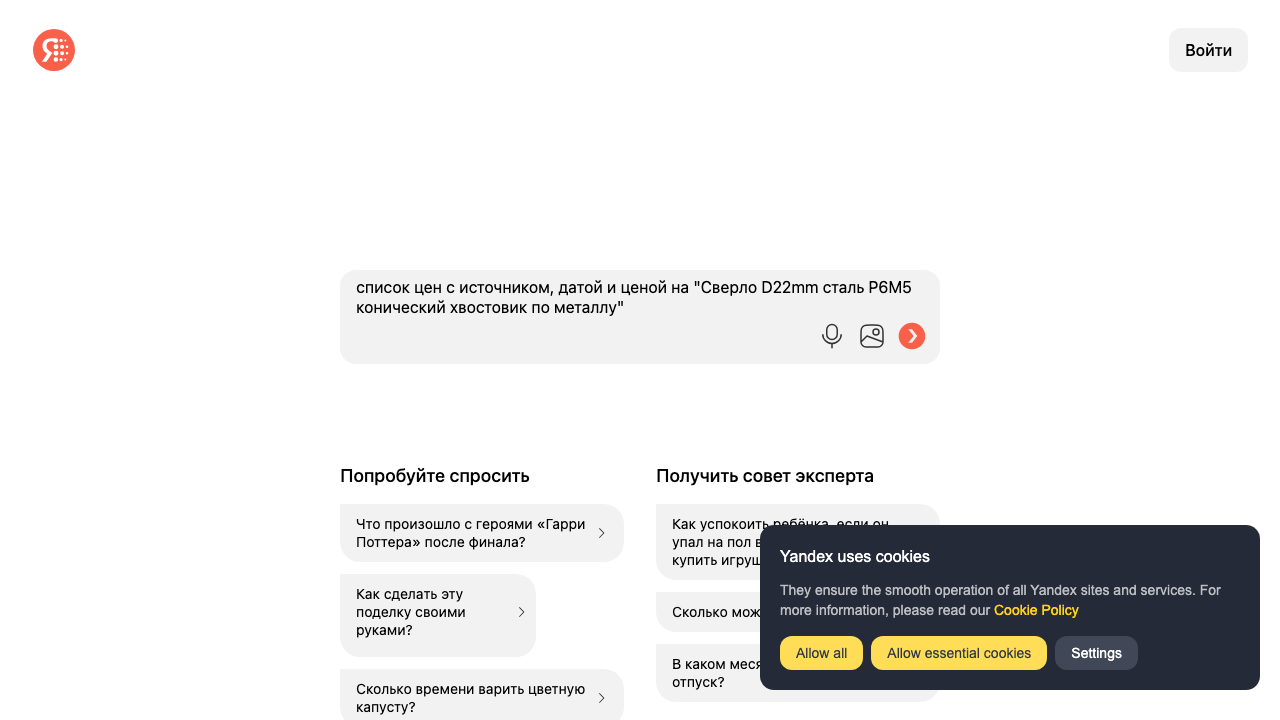 Войти
список цен с источником, датой и ценой на "Сверло D22mm сталь Р6М5
конический хвостовик по металлу"
Попробуйте спросить
Что произошло с героями «Гарри
Поттера» после финала?
Как сделать эту
поделку своими
руками?
Сколько времени варить цветную
капусту?
Получить совет эксперта
Как успокоить ребёнка, если он
упал на пол в
купить игруш
Сколько мож
В каком меся
отпуск?
Yandex uses cookies
They ensure the smooth operation of all Yandex sites and services. For
more information, please read our Cookie Policy
Allow all
Allow essential cookies
Settings